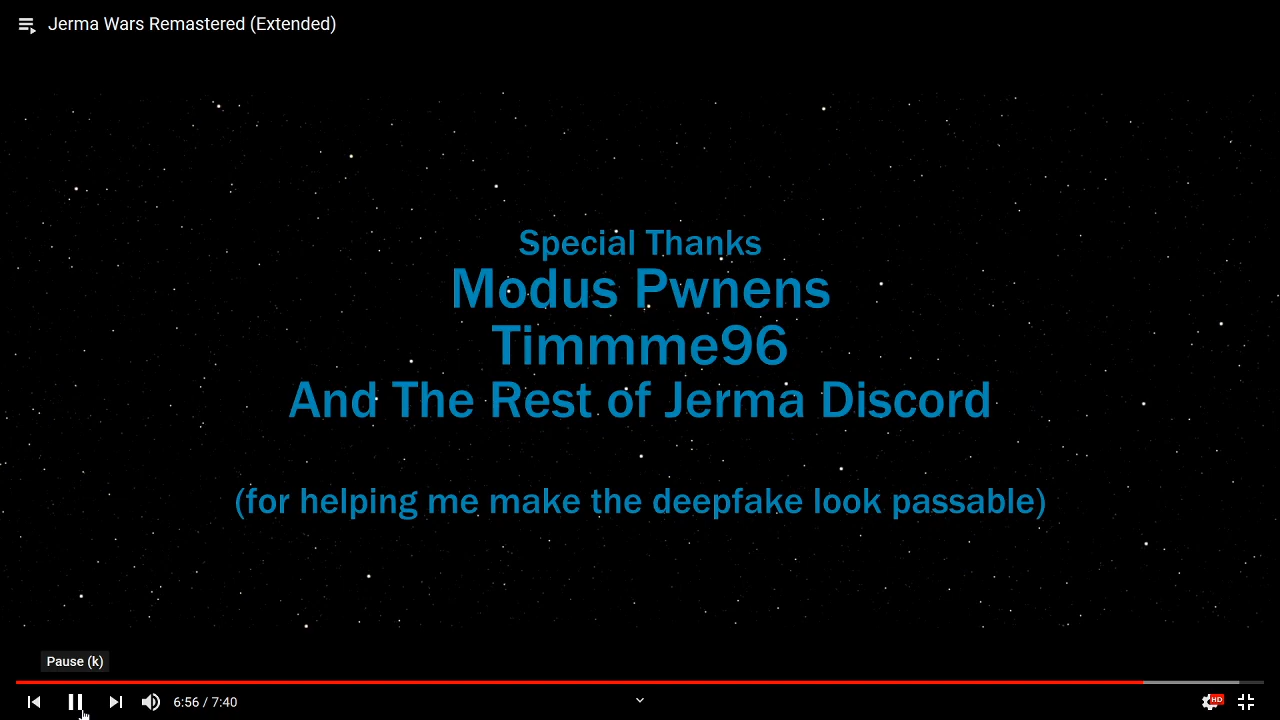 Jerma Wars Remastered (Extended)
Special Thanks
Modus Pwnens
Timmme96
And The Rest of Jerma Discord
(for helping me make the deepfake look passable)
Pause (k)
6:56 / 7:40
HD